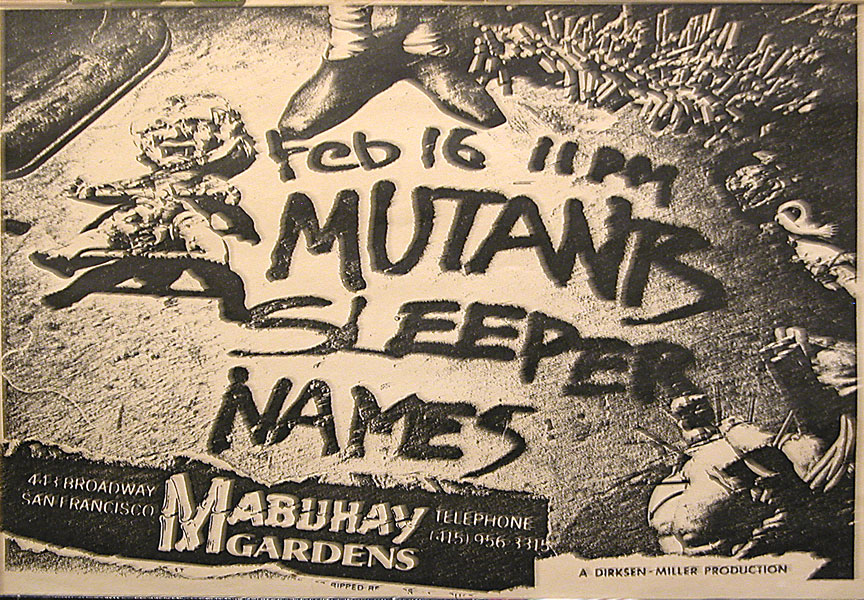 Feb 16 11PM
MUTANTS
SLEEPER
NAMES
443 BROADWAY
SAN FRANCISCO
MABUHAY
GARDENS
TELEPHONE
(415) 956-3315
RIPPED
A DIRKSEN-MILLER PRODUCTION